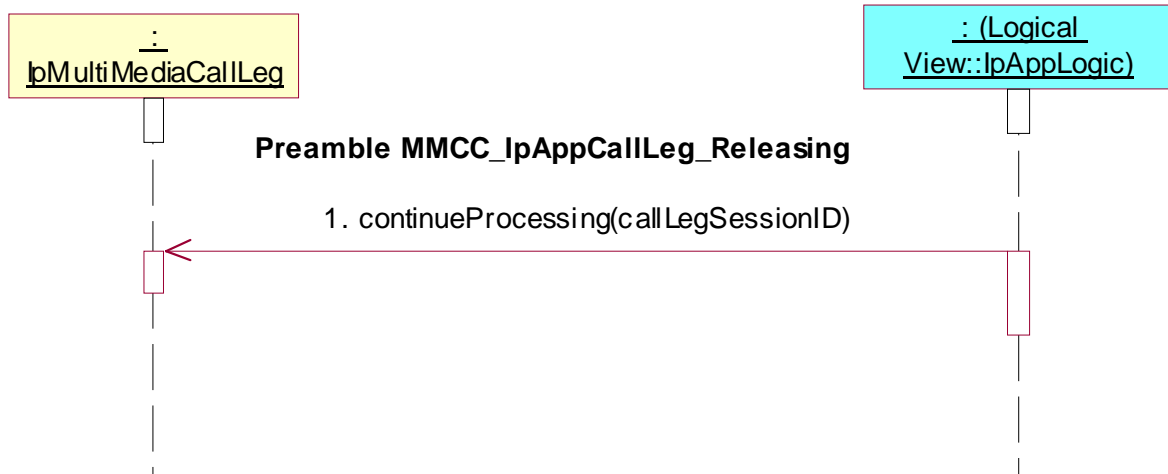 :
IpMultiMediaCallLeg
: (Logical
View::IpAppLogic)
Preamble MMCC_IpAppCallLeg_Releasing
1. continueProcessing(callLegSessionID)